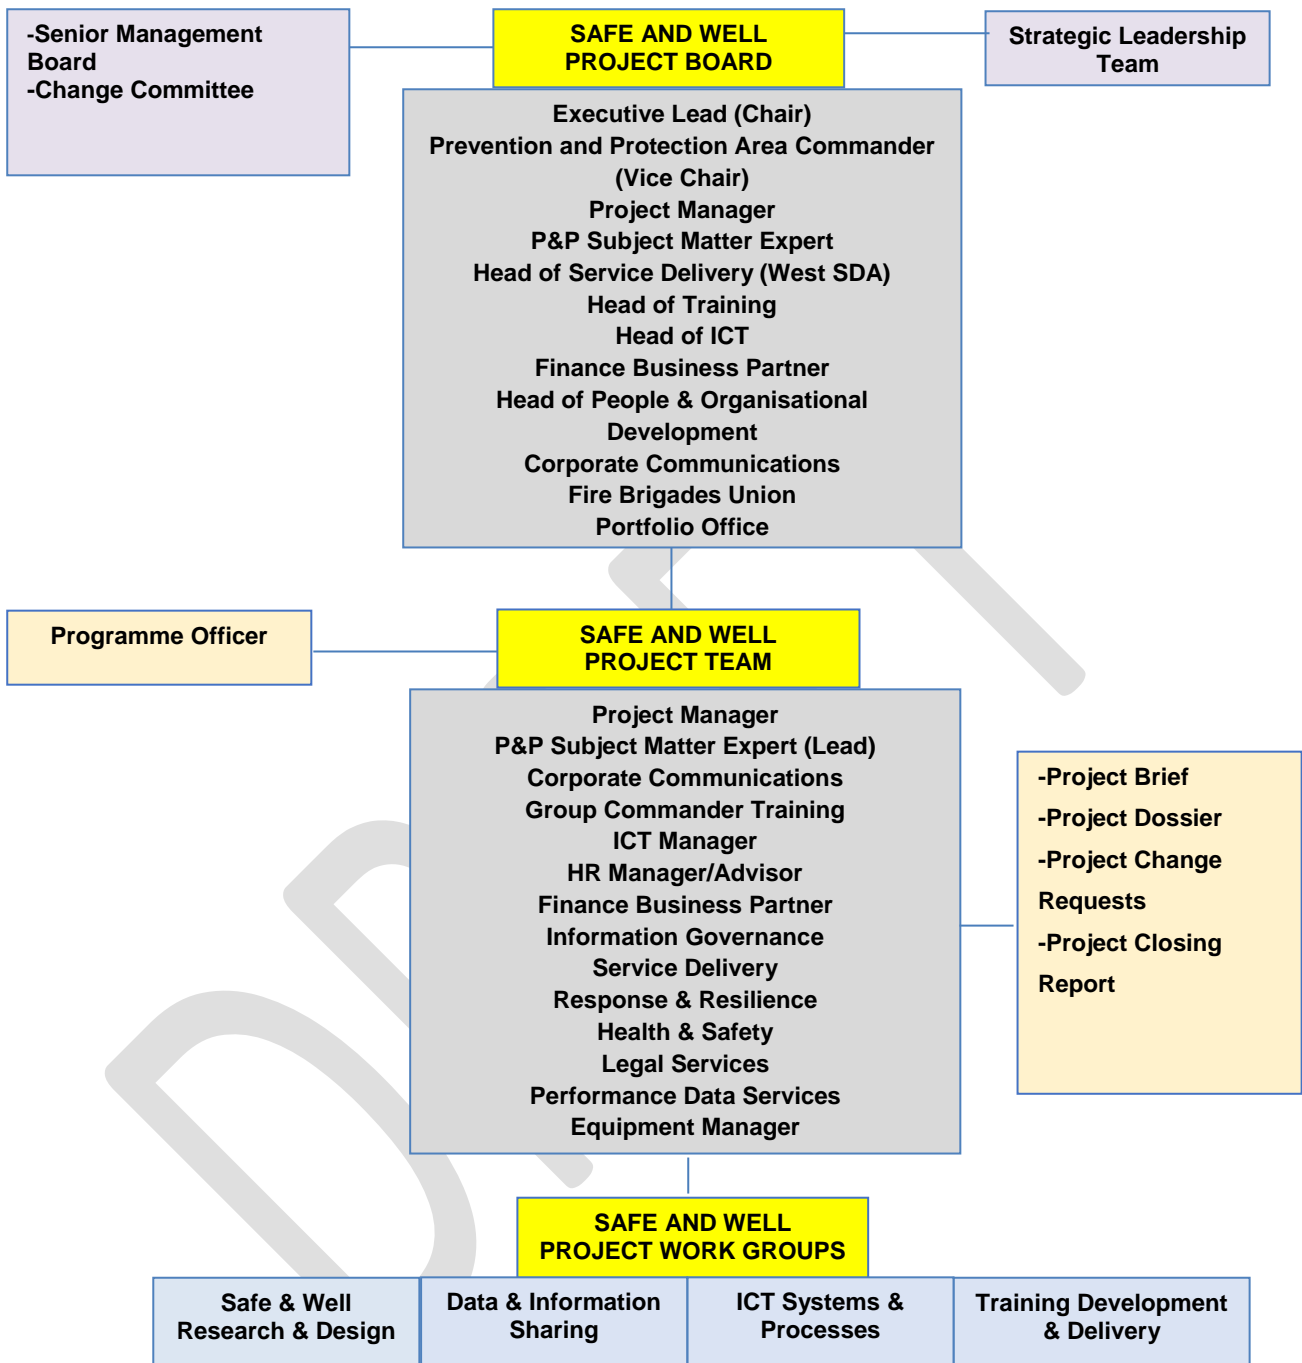 -Senior Management
Board
-Change Committee
SAFE AND WELL
PROJECT BOARD
Strategic Leadership
Team
Executive Lead (Chair)
Prevention and Protection Area Commander
(Vice Chair)
Project Manager
P&P Subject Matter Expert
Head of Service Delivery (West SDA)
Head of Training
Head of ICT
Finance Business Partner
Head of People & Organisational
Development
Corporate Communications
Fire Brigades Union
Portfolio Office
Programme Officer
SAFE AND WELL
PROJECT TEAM
Project Manager
P&P Subject Matter Expert (Lead)
Corporate Communications
Group Commander Training
ICT Manager
HR Manager/Advisor
Finance Business Partner
Information Governance
Service Delivery
Response & Resilience
Health & Safety
Legal Services
Performance Data Services
Equipment Manager
-Project Brief
-Project Dossier
-Project Change
Requests
-Project Closing
Report
SAFE AND WELL
PROJECT WORK GROUPS
Safe & Well
Research & Design
Data & Information
Sharing
ICT Systems &
Processes
Training Development
& Delivery
DRAFT